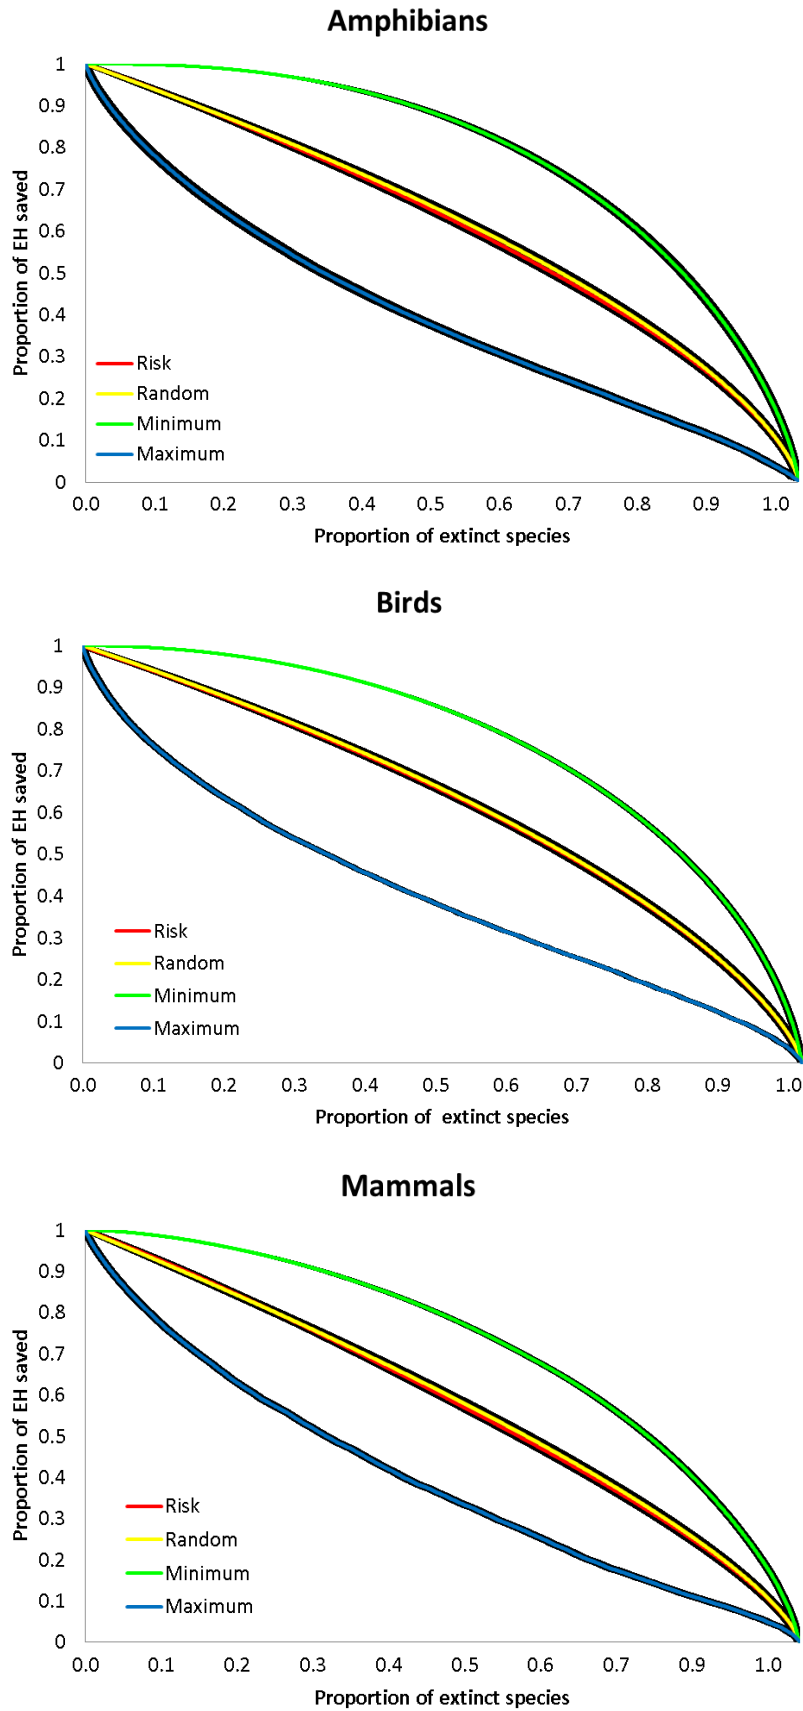 Amphibians
Proportion of EH saved
1
0.9
0.8
0.7
0.6
0.5
0.4
0.3
0.2
0.1
0
Risk
Random
Minimum
Maximum
0.0 0.1 0.2 0.3 0.4 0.5 0.6 0.7 0.8 0.9 1.0
Proportion of extinct species
Birds
Proportion of EH saved
1
0.9
0.8
0.7
0.6
0.5
0.4
0.3
0.2
0.1
0
Risk
Random
Minimum
Maximum
0.0 0.1 0.2 0.3 0.4 0.5 0.6 0.7 0.8 0.9 1.0
Proportion of extinct species
Mammals
Proportion of EH saved
1
0.9
0.8
0.7
0.6
0.5
0.4
0.3
0.2
0.1
0
Risk
Random
Minimum
Maximum
0.0 0.1 0.2 0.3 0.4 0.5 0.6 0.7 0.8 0.9 1.0
Proportion of extinct species